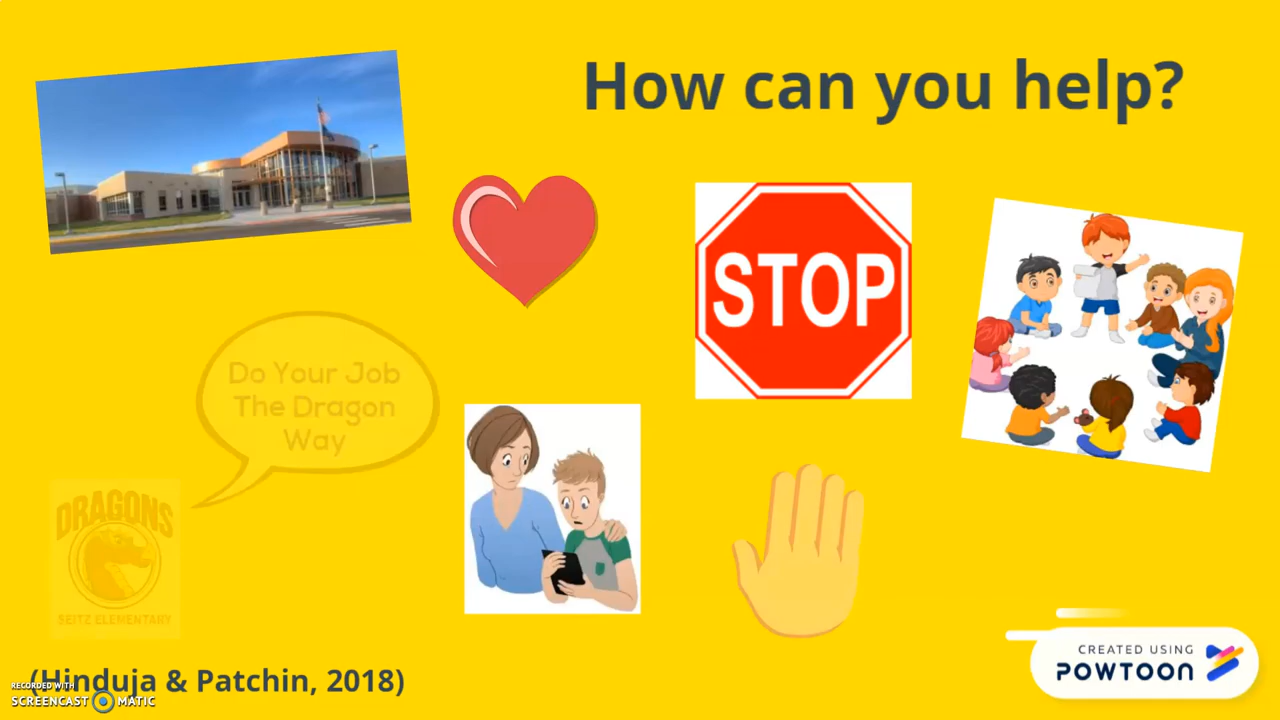 How can you help?
STOP
Do Your Job
The Dragon
Way
DRAGONS
SEITZ ELEMENTARY
(Hinduja & Patchin, 2018)
RECORDED WITH
SCREENCAST MATIC
CREATED USING
POWTOON